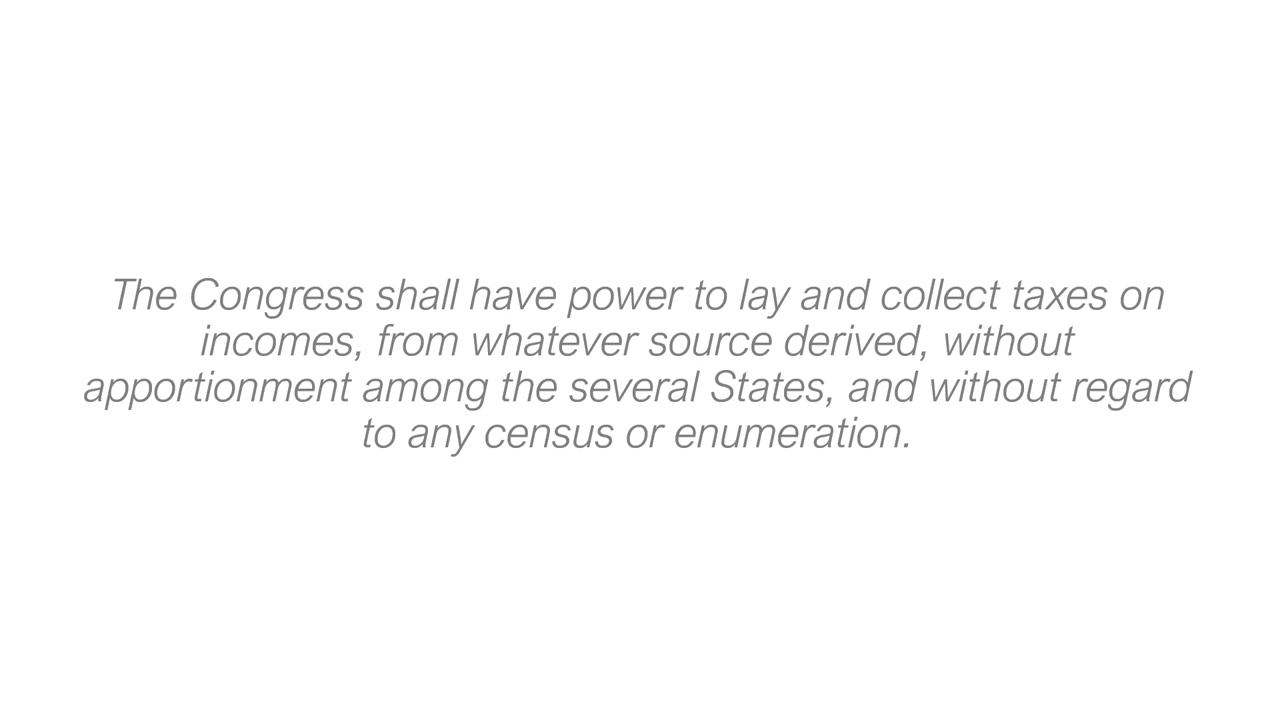 The Congress shall have power to lay and collect taxes on
incomes, from whatever source derived, without
apportionment among the several States, and without regard
to any census or enumeration.